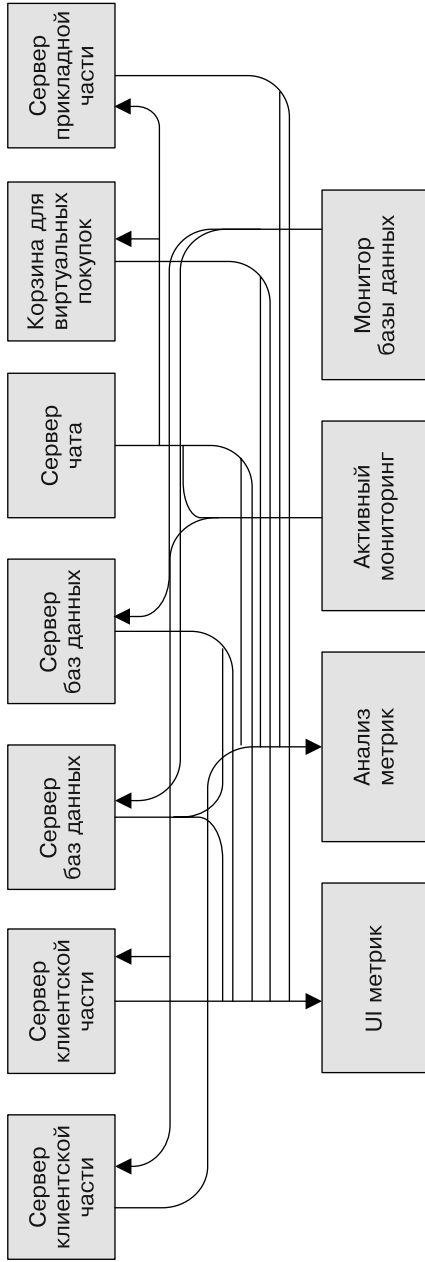 Сервер
клиентской
части
Сервер
клиентской
части
Сервер
баз данных
Сервер
баз данных
Сервер
чата
Корзина для
виртуальных
покупок
Сервер
прикладной
части
UI метрик
Анализ
метрик
Активный
мониторинг
Монитор
базы данных